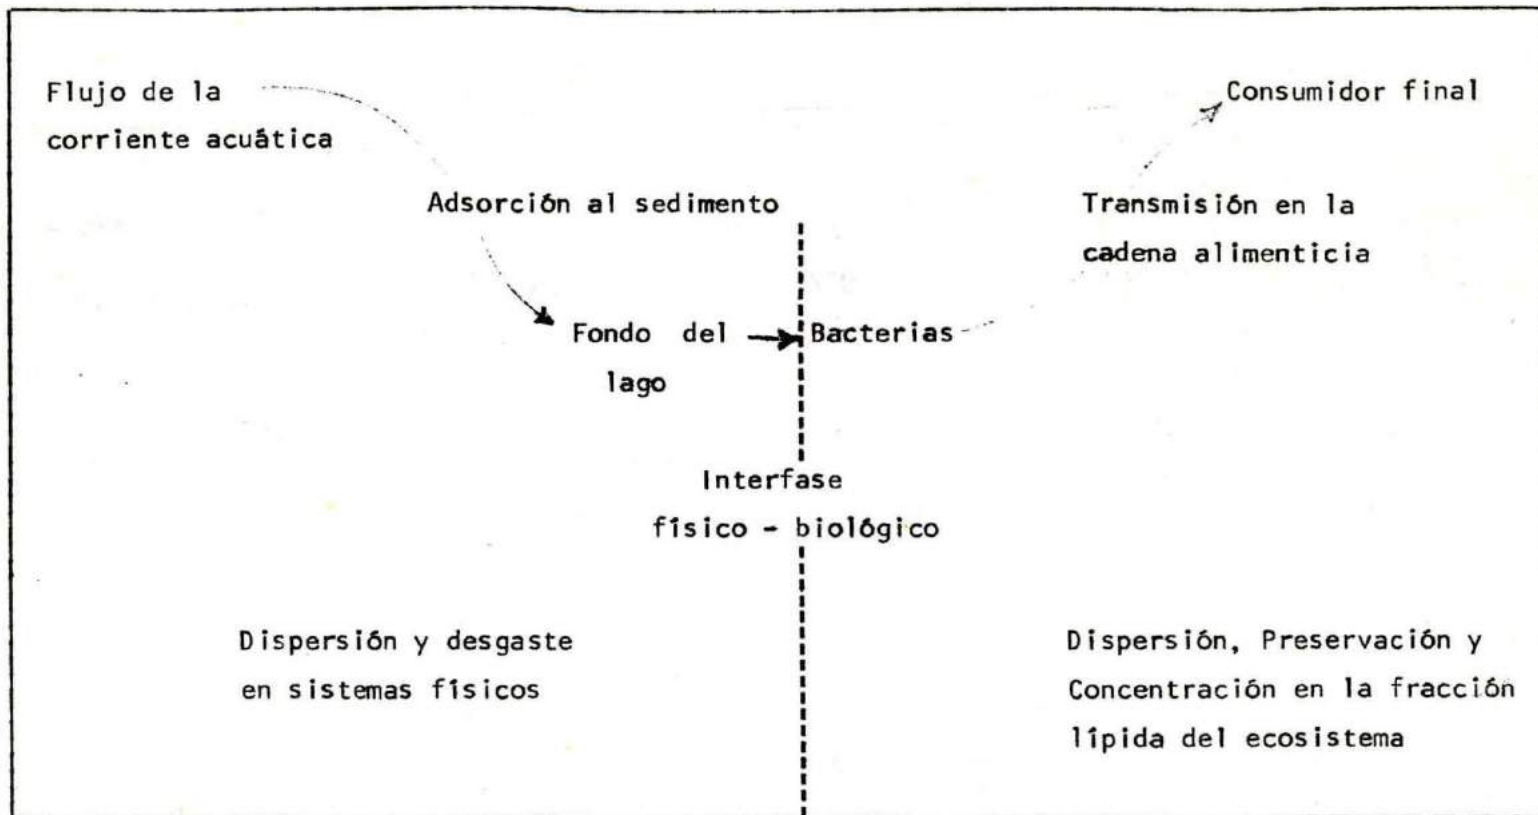 Flujo de la
corriente acuática
Consumidor final
Adsorción al sedimento
Transmisión en la
cadena alimenticia
Fondo del
lago
Bacterias
Interfase
físico - biológico
Dispersión y desgaste
en sistemas físicos
Dispersión, Preservación y
Concentración en la fracción
lípida del ecosistema